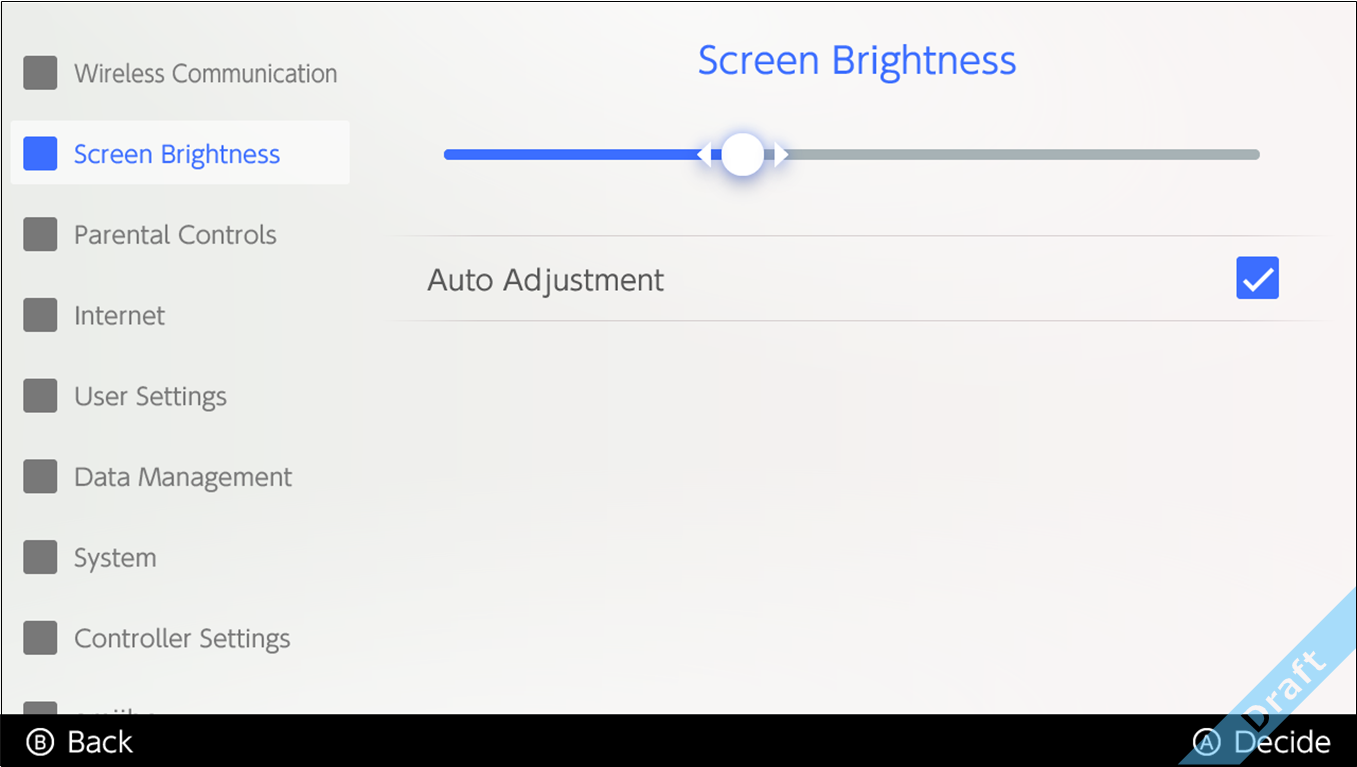 Wireless Communication
Screen Brightness
Parental Controls
Internet
User Settings
Data Management
System
Controller Settings
Screen Brightness
Auto Adjustment
Draft
B Back
A Decide